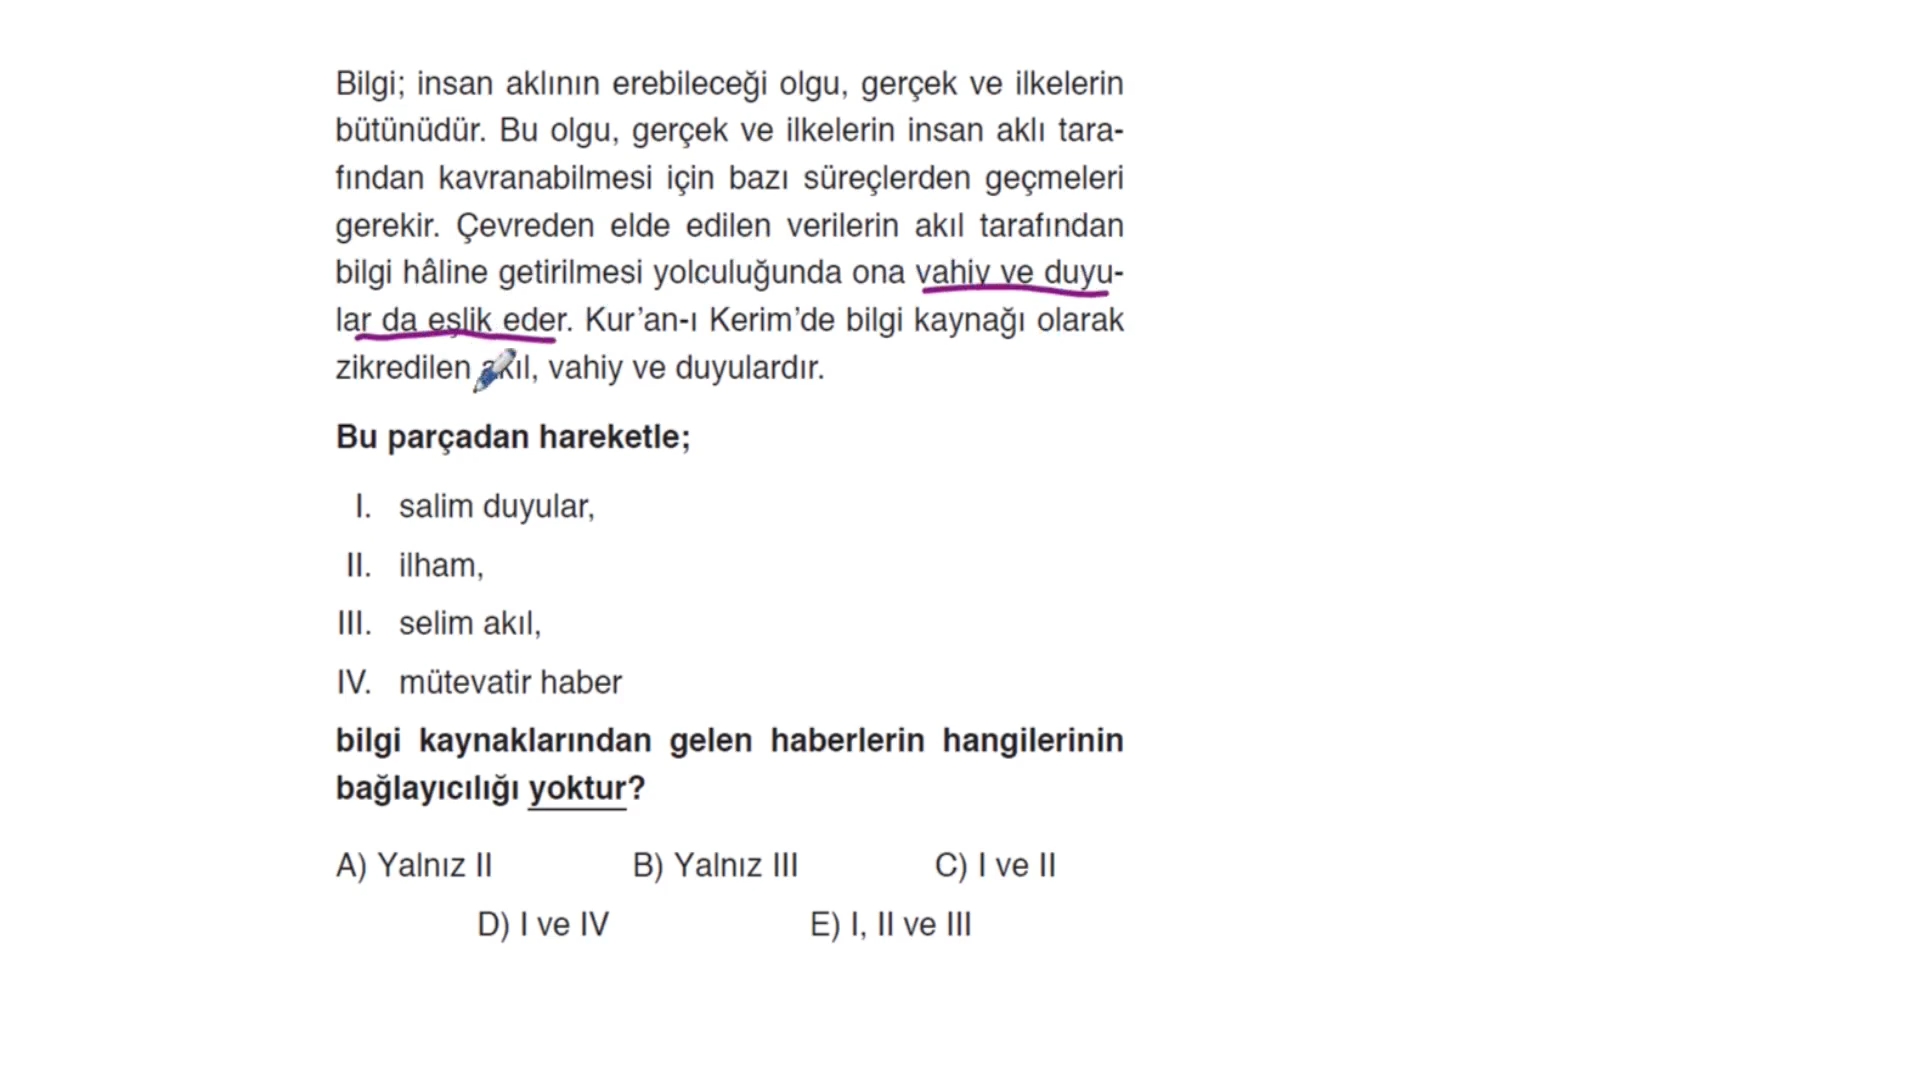 Bilgi; insan aklının erebileceği olgu, gerçek ve ilkelerin
bütünüdür. Bu olgu, gerçek ve ilkelerin insan aklı tara-
fından kavranabilmesi için bazı süreçlerden geçmeleri
gerekir. Çevreden elde edilen verilerin akıl tarafından
bilgi hâline getirilmesi yolculuğunda ona vahiy ve duyu-
lar da eşlik eder. Kur’an-ı Kerim’de bilgi kaynağı olarak
zikredilen akıl, vahiy ve duyulardır.
Bu parçadan hareketle;
I. salim duyular,
II. ilham,
III. selim akıl,
IV. mütevatir haber
bilgi kaynaklarından gelen haberlerin hangilerinin
bağlayıcılığı yoktur?
A) Yalnız II B) Yalnız III C) I ve II
D) I ve IV E) I, II ve III